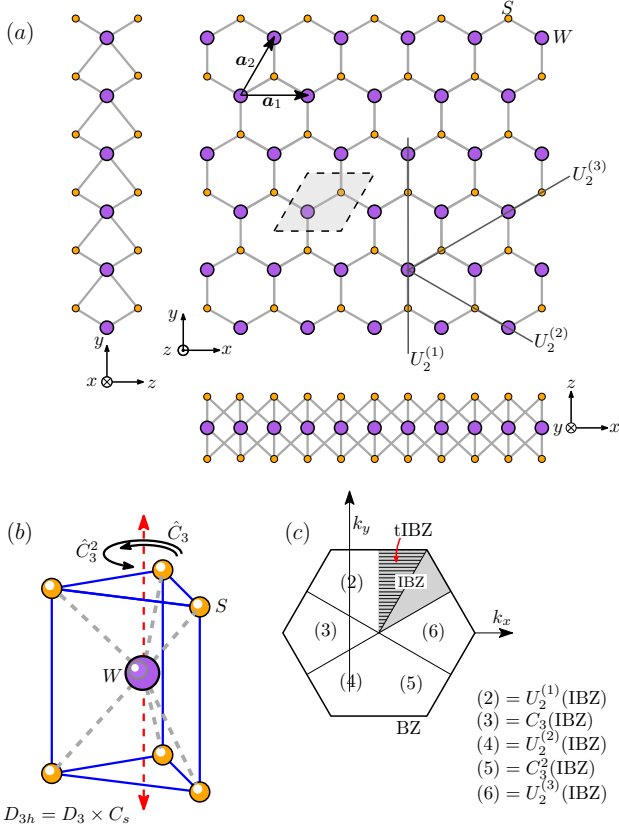 (a)
S
W
a₂
a₁
U₂⁽³⁾
U₂⁽²⁾
U₂⁽¹⁾
y
x
z
y
z
x
z
y
x
(b)
Ĉ₃
Ĉ₃²
S
W
D₃ₕ = D₃ × Cₛ
(c)
k_y
tIBZ
IBZ
(2)
(3)
(6)
k_x
(4)
(5)
BZ
(2) = U₂⁽¹⁾(IBZ)
(3) = C₃(IBZ)
(4) = U₂⁽²⁾(IBZ)
(5) = C₃²(IBZ)
(6) = U₂⁽³⁾(IBZ)